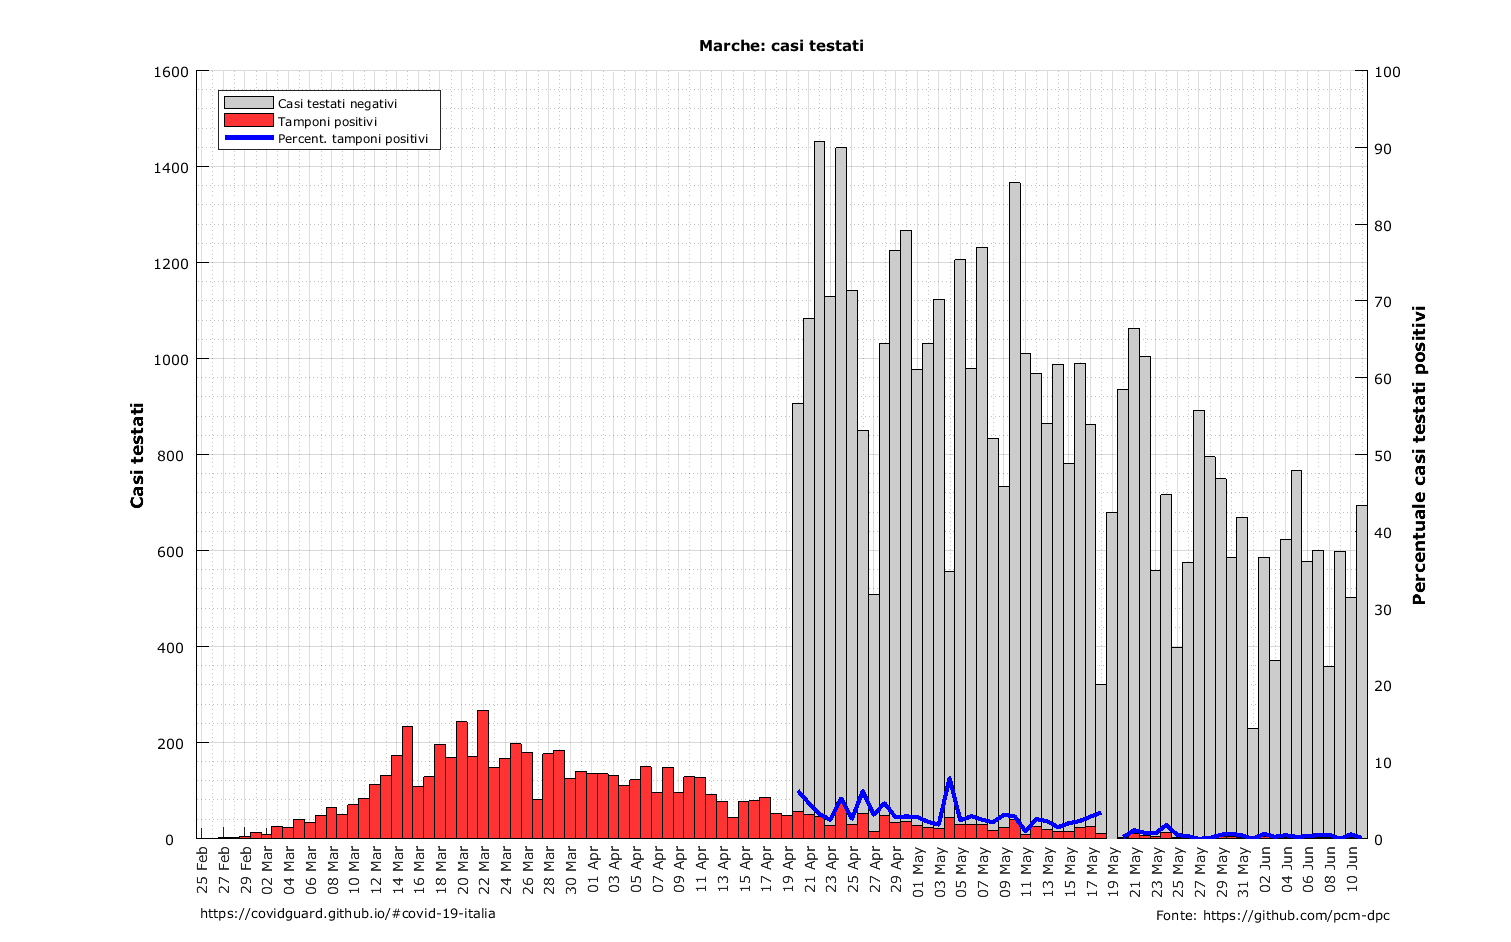 Marche: casi testati
Casi testati negativi
Tamponi positivi
Percent. tamponi positivi
1600
1400
1200
1000
800
600
400
200
0
100
90
80
70
60
50
40
30
20
10
0
Casi testati
Percentuale casi testati positivi
25 Feb
27 Feb
29 Feb
02 Mar
04 Mar
06 Mar
08 Mar
10 Mar
12 Mar
14 Mar
16 Mar
18 Mar
20 Mar
22 Mar
24 Mar
26 Mar
28 Mar
30 Mar
01 Apr
03 Apr
05 Apr
07 Apr
09 Apr
11 Apr
13 Apr
15 Apr
17 Apr
19 Apr
21 Apr
23 Apr
25 Apr
27 Apr
29 Apr
01 May
03 May
05 May
07 May
09 May
11 May
13 May
15 May
17 May
19 May
21 May
23 May
25 May
27 May
29 May
31 May
02 Jun
04 Jun
06 Jun
08 Jun
10 Jun
https://covidguard.github.io/#covid-19-italia
Fonte: https://github.com/pcm-dpc